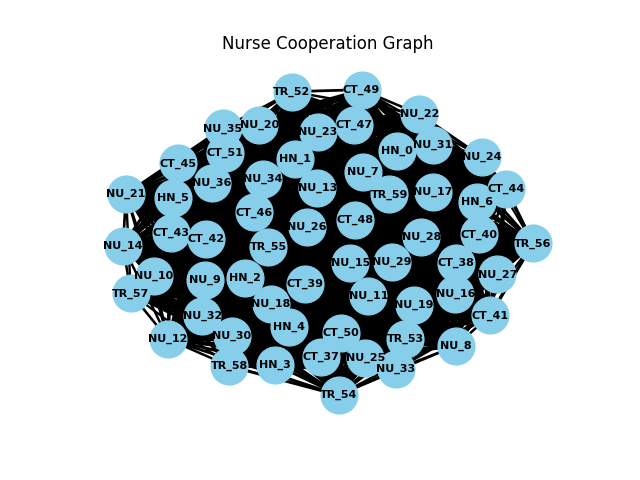 Nurse Cooperation Graph
TR_52
CT_49
NU_22
NU_35
NU_20
NU_23
CT_47
NU_31
CT_45
CT_51
HN_1
HN_0
NU_24
NU_21
HN_5
NU_36
NU_34
NU_13
NU_7
TR_59
NU_17
CT_44
HN_6
CT_46
NU_14
CT_43
CT_42
TR_55
NU_26
CT_48
NU_28
CT_40
TR_56
NU_10
NU_9
HN_2
CT_39
NU_15
NU_29
CT_38
NU_27
TR_57
NU_18
NU_11
NU_19
NU_16
NU_12
NU_32
NU_30
HN_4
CT_50
TR_53
CT_41
TR_58
HN_3
CT_37
NU_25
NU_33
NU_8
TR_54